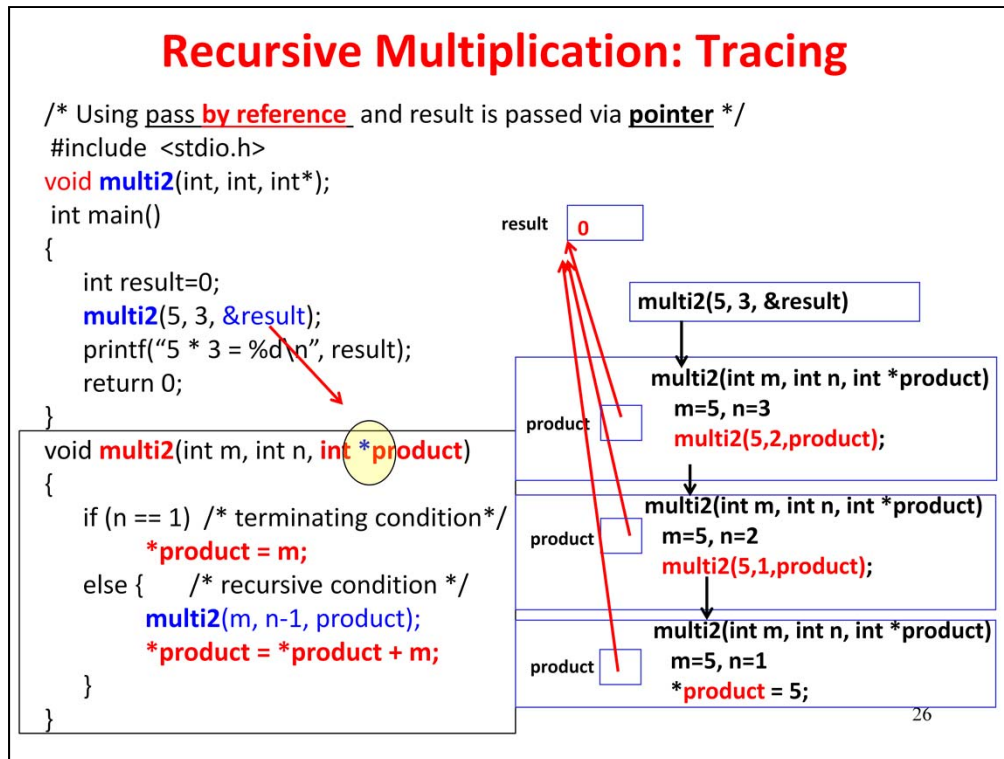 Recursive Multiplication: Tracing
/* Using pass by reference and result is passed via pointer */
#include <stdio.h>
void multi2(int, int, int*);
int main()
{
int result=0;
multi2(5, 3, &result);
printf(“5 * 3 = %d\n”, result);
return 0;
}
void multi2(int m, int n, int *product)
{
if (n == 1) /* terminating condition*/
*product = m;
else { /* recursive condition */
multi2(m, n-1, product);
*product = *product + m;
}
}
result 0
multi2(5, 3, &result)
multi2(int m, int n, int *product)
product
m=5, n=3
multi2(5,2,product);
multi2(int m, int n, int *product)
product
m=5, n=2
multi2(5,1,product);
multi2(int m, int n, int *product)
product
m=5, n=1
*product = 5;
26